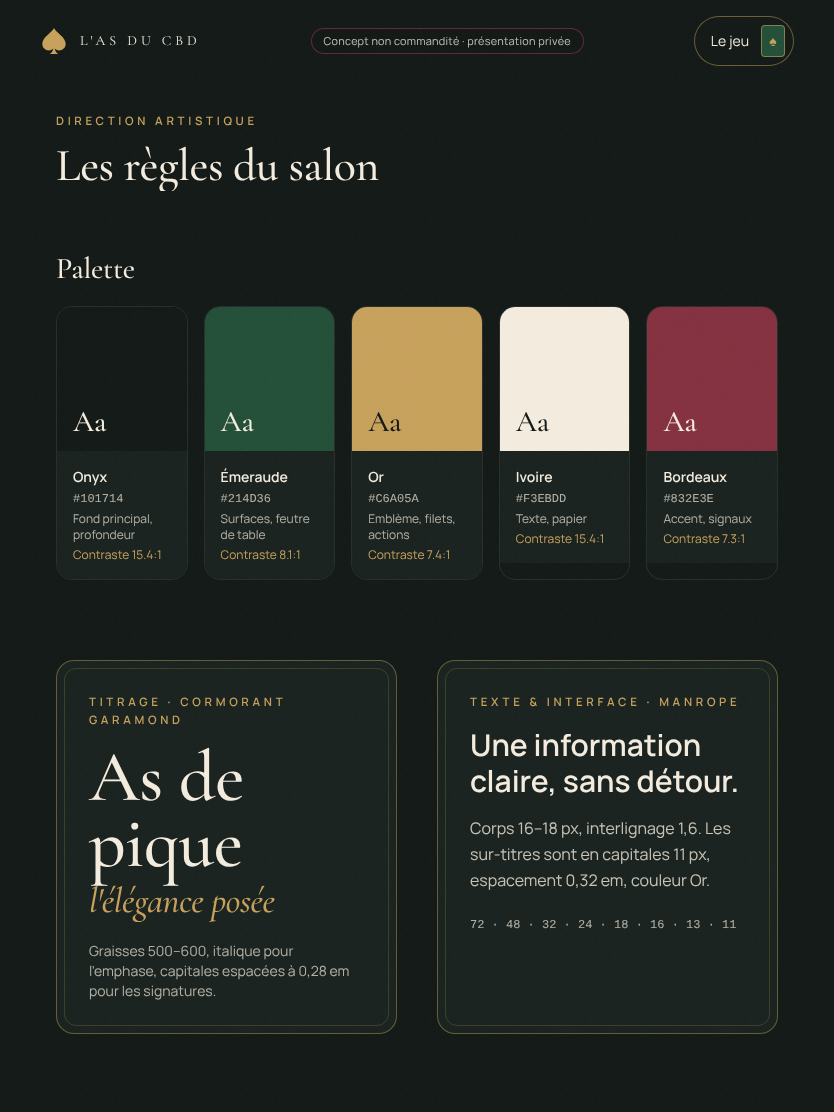 L'AS DU CBD
Concept non commandité · présentation privée
Le jeu
DIRECTION ARTISTIQUE
Les règles du salon
Palette
Aa
Aa
Aa
Aa
Aa
Onyx
#101714
Fond principal,
profondeur
Contraste 15.4:1
Émeraude
#214D36
Surfaces, feutre
de table
Contraste 8.1:1
Or
#C6A05A
Emblème, filets,
actions
Contraste 7.4:1
Ivoire
#F3EBDD
Texte, papier
Contraste 15.4:1
Bordeaux
#832E3E
Accent, signaux
Contraste 7.3:1
TITRAGE · CORMORANT
GARAMOND
As de
pique
l'élégance posée
Graisses 500–600, italique pour
l'emphase, capitales espacées à 0,28 em
pour les signatures.
TEXTE & INTERFACE · MANROPE
Une information
claire, sans détour.
Corps 16–18 px, interlignage 1,6. Les
sur-titres sont en capitales 11 px,
espacement 0,32 em, couleur Or.
72 · 48 · 32 · 24 · 18 · 16 · 13 · 11